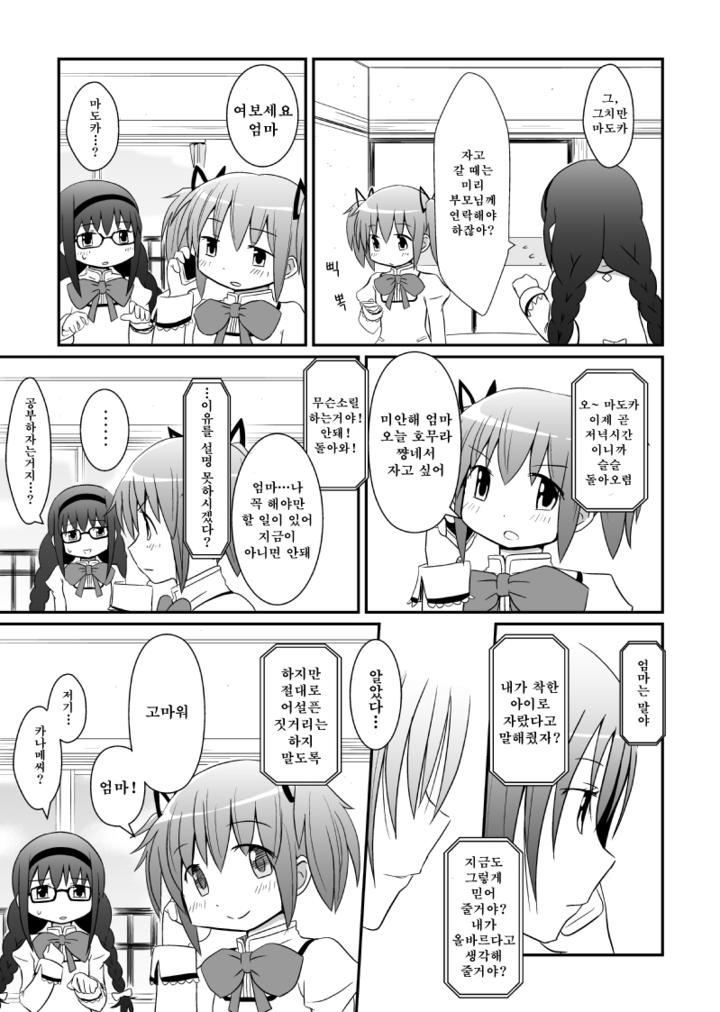 그,
그치만
마도카
자고
갈 때는
미리
부모님께
연락해야
하잖아?
삐
뽁
여보세요
엄마
마도카
…?
오~ 마도카
이제 곧
저녁시간
이니까
슬슬
돌아오렴
미안해 엄마
오늘 호무라
쨩네서
자고 싶어
무슨소릴
하는거야!
안돼!
돌아와!
엄마…나
꼭 해야만
할 일이 있어
지금이
아니면 안돼
…이유를 설명 못하시겠다?
……
공부하자는거지…?
엄마는 말야
내가 착한
아이로
자랐다고
말해줬자?
지금도
그렇게
믿어
줄거야?
내가
올바르다고
생각해
줄거야?
알았다…
하지만
절대로
어설픈
짓거리는
하지
말도록
고마워
엄마!
저기…
카나메씨?